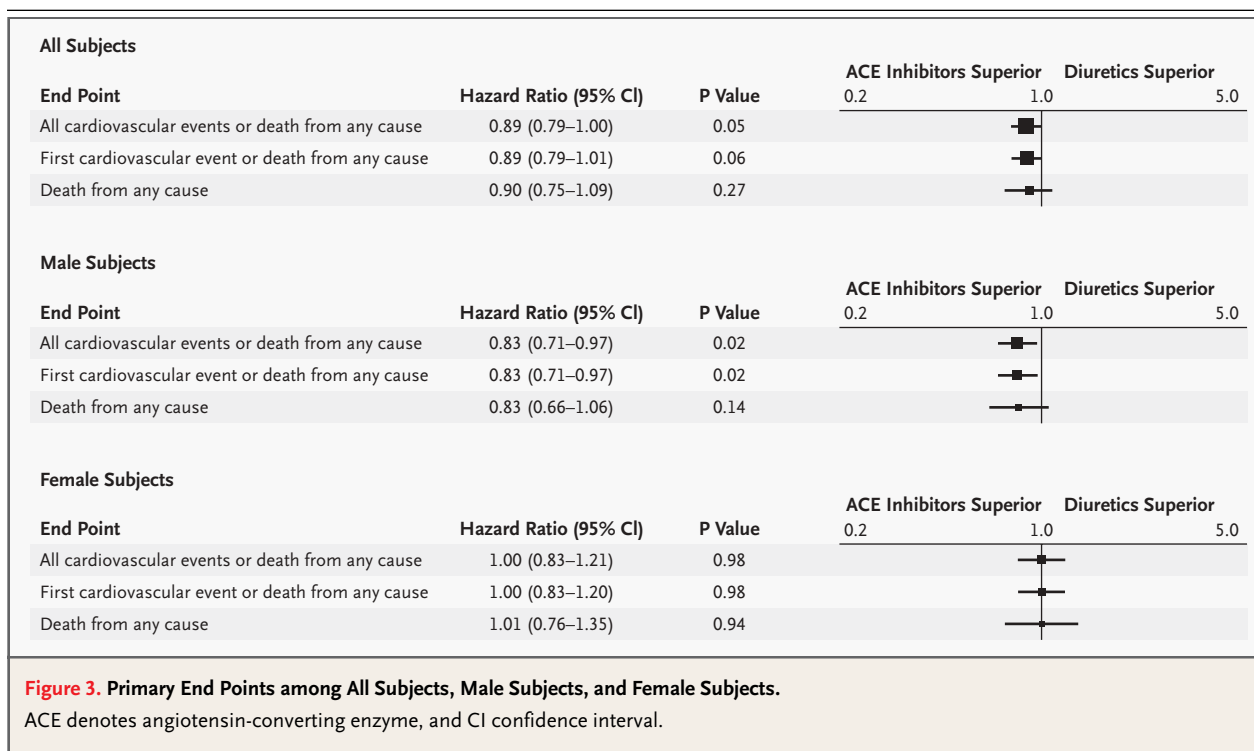 All Subjects
ACE Inhibitors Superior Diuretics Superior
End Point Hazard Ratio (95% CI) P Value 0.2 1.0 5.0
All cardiovascular events or death from any cause 0.89 (0.79–1.00) 0.05
First cardiovascular event or death from any cause 0.89 (0.79–1.01) 0.06
Death from any cause 0.90 (0.75–1.09) 0.27
Male Subjects
ACE Inhibitors Superior Diuretics Superior
End Point Hazard Ratio (95% CI) P Value 0.2 1.0 5.0
All cardiovascular events or death from any cause 0.83 (0.71–0.97) 0.02
First cardiovascular event or death from any cause 0.83 (0.71–0.97) 0.02
Death from any cause 0.83 (0.66–1.06) 0.14
Female Subjects
ACE Inhibitors Superior Diuretics Superior
End Point Hazard Ratio (95% CI) P Value 0.2 1.0 5.0
All cardiovascular events or death from any cause 1.00 (0.83–1.21) 0.98
First cardiovascular event or death from any cause 1.00 (0.83–1.20) 0.98
Death from any cause 1.01 (0.76–1.35) 0.94
Figure 3. Primary End Points among All Subjects, Male Subjects, and Female Subjects.
ACE denotes angiotensin-converting enzyme, and CI confidence interval.